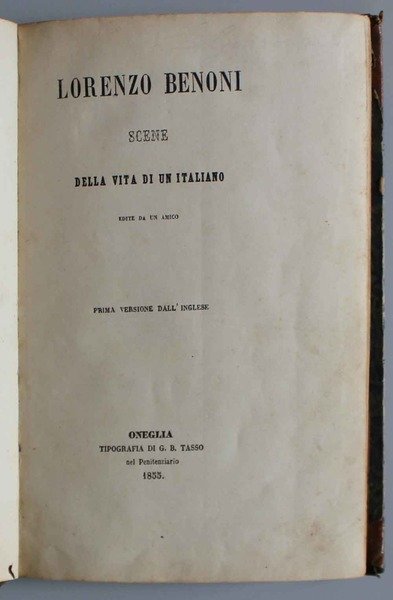 LORENZO BENONI
SCENE
DELLA VITA DI UN ITALIANO
EDITE DA UN AMICO
PRIMA VERSIONE DALL' INGLESE
ONEGLIA
TIPOGRAFIA DI G. B. TASSO
nel Penitenziario
1855.